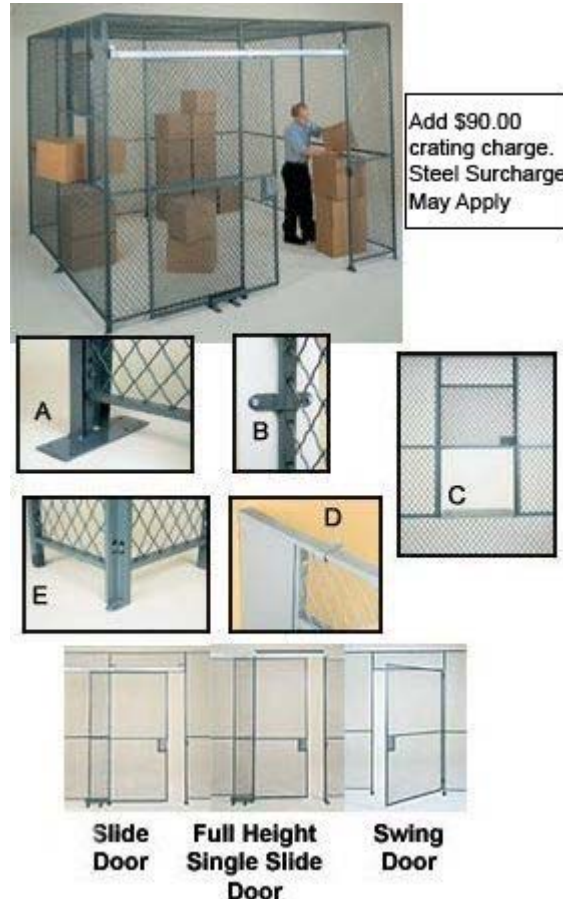 Add $90.00
crating charge.
Steel Surcharge
May Apply
A
B
C
D
E
Slide
Door
Full Height
Single Slide
Door
Swing
Door